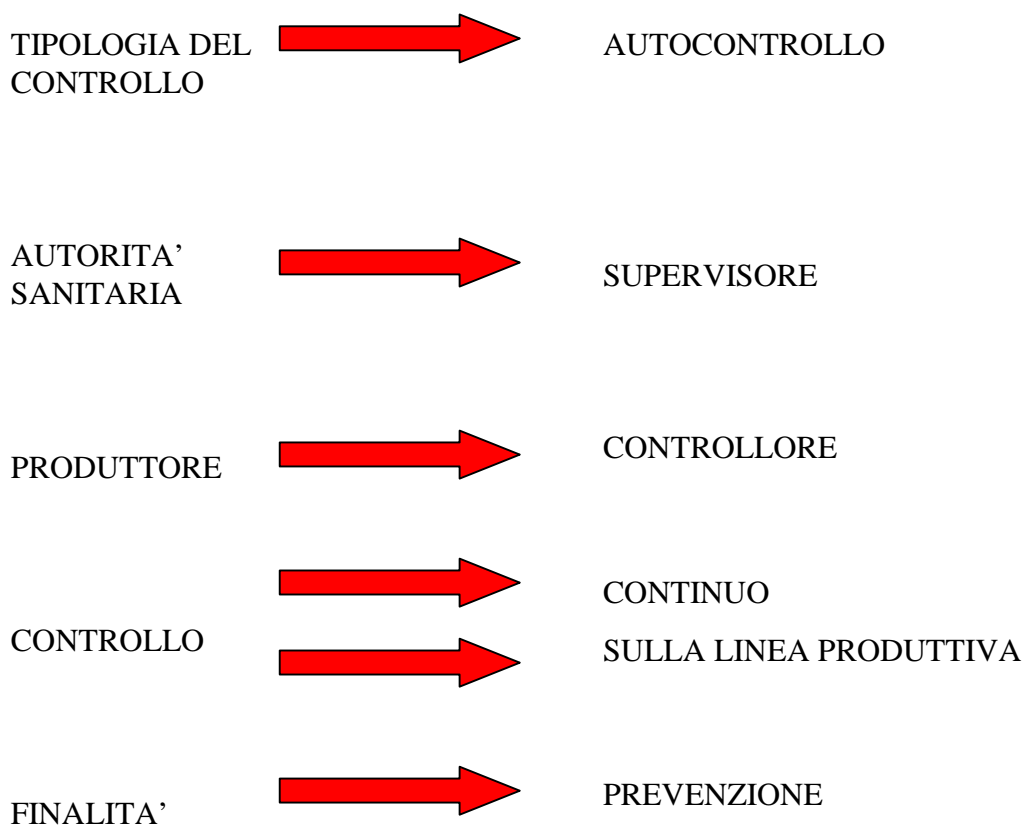 TIPOLOGIA DEL
CONTROLLO
AUTOCONTROLLO
AUTORITA’
SANITARIA
SUPERVISORE
PRODUTTORE
CONTROLLORE
CONTROLLO
CONTINUO
SULLA LINEA PRODUTTIVA
FINALITA’
PREVENZIONE